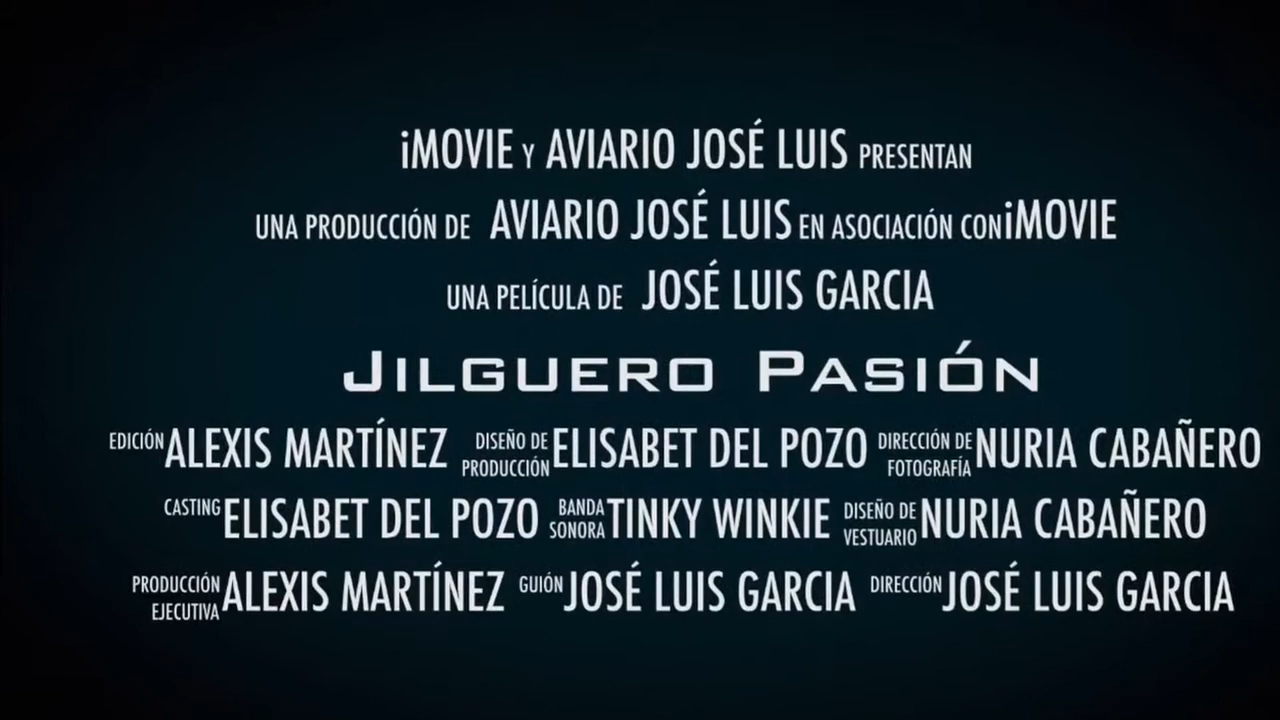 iMOVIE Y AVIARIO JOSÉ LUIS PRESENTAN
UNA PRODUCCIÓN DE AVIARIO JOSÉ LUIS EN ASOCIACIÓN CON iMOVIE
UNA PELÍCULA DE JOSÉ LUIS GARCIA
JILGUERO PASIÓN
EDICIÓN ALEXIS MARTÍNEZ DISEÑO DE PRODUCCIÓN ELISABET DEL POZO DIRECCIÓN DE FOTOGRAFÍA NURIA CABAÑERO
CASTING ELISABET DEL POZO BANDA SONORA TINKY WINKIE DISEÑO DE VESTUARIO NURIA CABAÑERO
PRODUCCIÓN EJECUTIVA ALEXIS MARTÍNEZ GUIÓN JOSÉ LUIS GARCIA DIRECCIÓN JOSÉ LUIS GARCIA